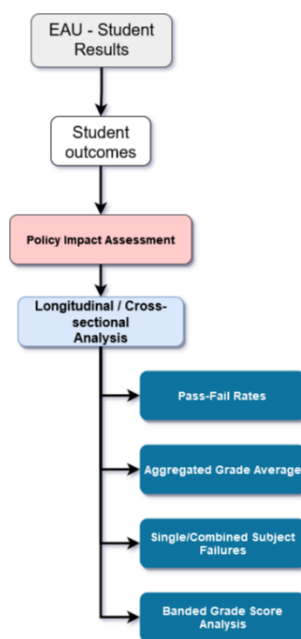 EAU - Student
Results
Student
outcomes
Policy Impact Assessment
Longitudinal / Cross-
sectional
Analysis
Pass-Fail Rates
Aggregated Grade Average
Single/Combined Subject
Failures
Banded Grade Score
Analysis